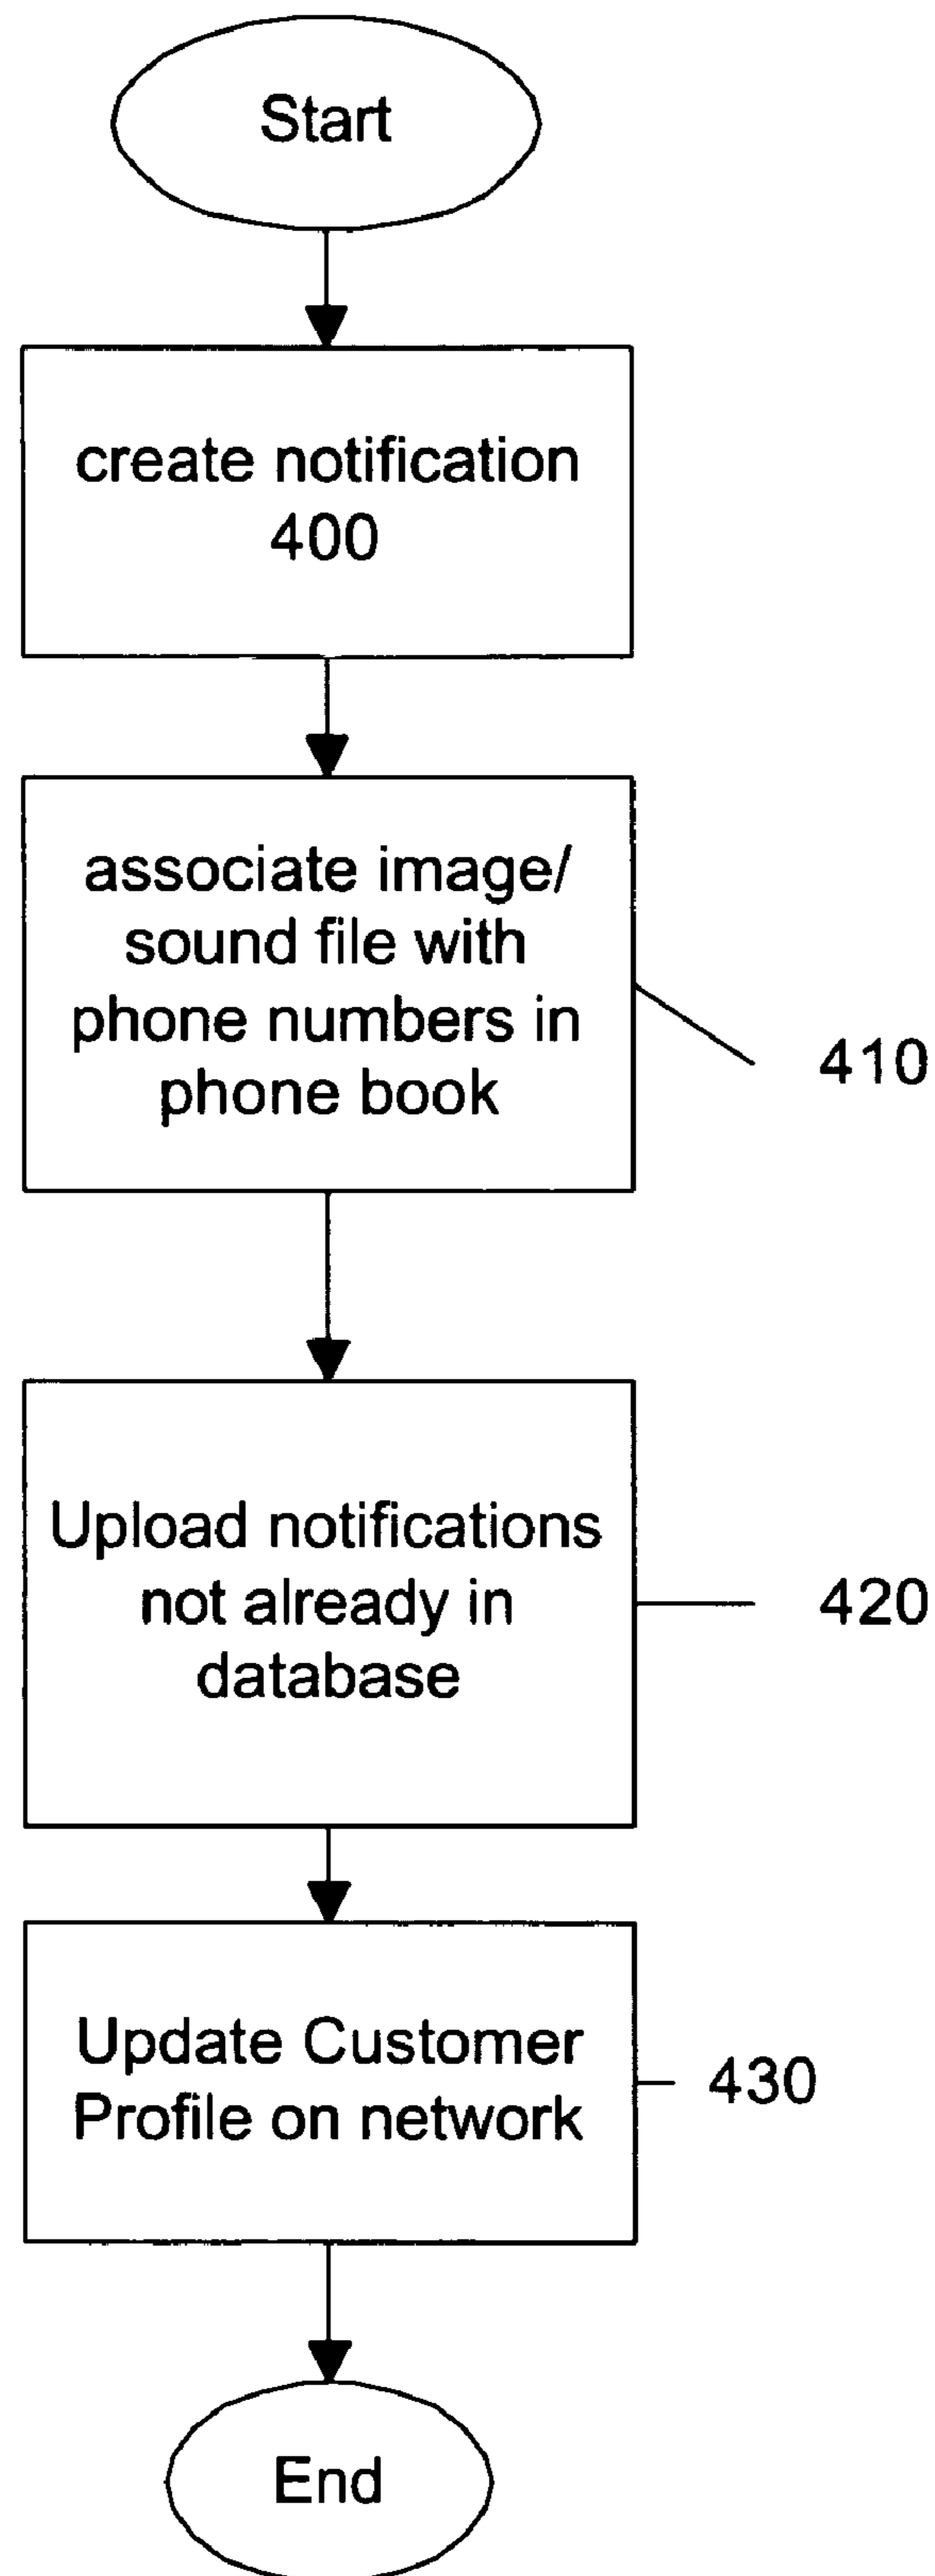 Start
create notification
400
associate image/
sound file with
phone numbers in
phone book
410
Upload notifications
not already in
database
420
Update Customer
Profile on network
430
End